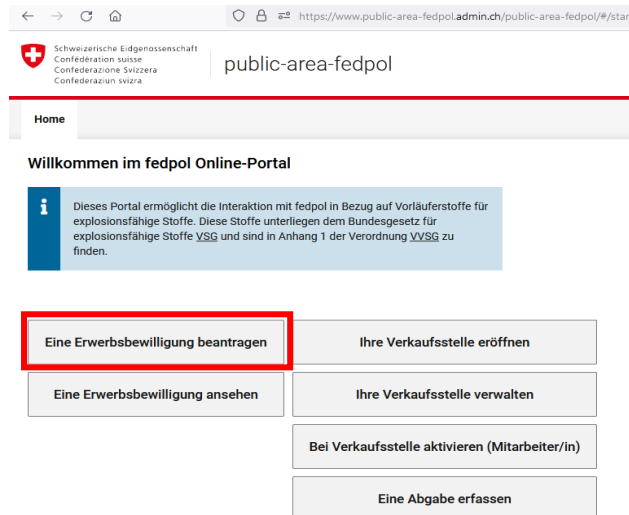 https://www.public-area-fedpol.admin.ch/public-area-fedpol/#/star
Schweizerische Eidgenossenschaft
Confédération suisse
Confederazione Svizzera
Confederaziun svizra
public-area-fedpol
Home
Willkommen im fedpol Online-Portal
i
Dieses Portal ermöglicht die Interaktion mit fedpol in Bezug auf Vorläuferstoffe für
explosionsfähige Stoffe. Diese Stoffe unterliegen dem Bundesgesetz für
explosionsfähige Stoffe VSG und sind in Anhang 1 der Verordnung VVSG zu
finden.
Eine Erwerbsbewilligung beantragen
Ihre Verkaufsstelle eröffnen
Eine Erwerbsbewilligung ansehen
Ihre Verkaufsstelle verwalten
Bei Verkaufsstelle aktivieren (Mitarbeiter/in)
Eine Abgabe erfassen